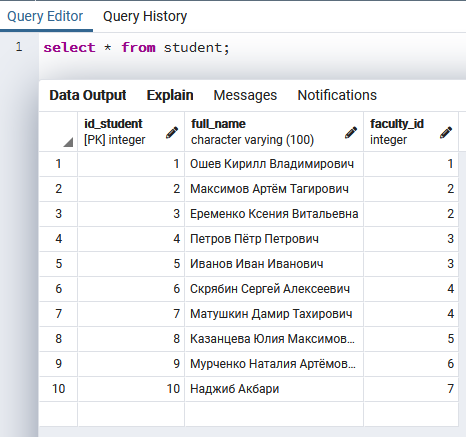 Query Editor Query History
1 select * from student;
Data Output Explain Messages Notifications
id_student full_name faculty_id
[PK] integer character varying (100) integer
1 1 Ошев Кирилл Владимирович 1
2 2 Максимов Артём Тагирович 2
3 3 Еременко Ксения Витальевна 2
4 4 Петров Пётр Петрович 3
5 5 Иванов Иван Иванович 3
6 6 Скрябин Сергей Алексеевич 4
7 7 Матушкин Дамир Тахирович 4
8 8 Казанцева Юлия Максимов... 5
9 9 Мурченко Наталия Артёмов... 6
10 10 Наджиб Акбари 7